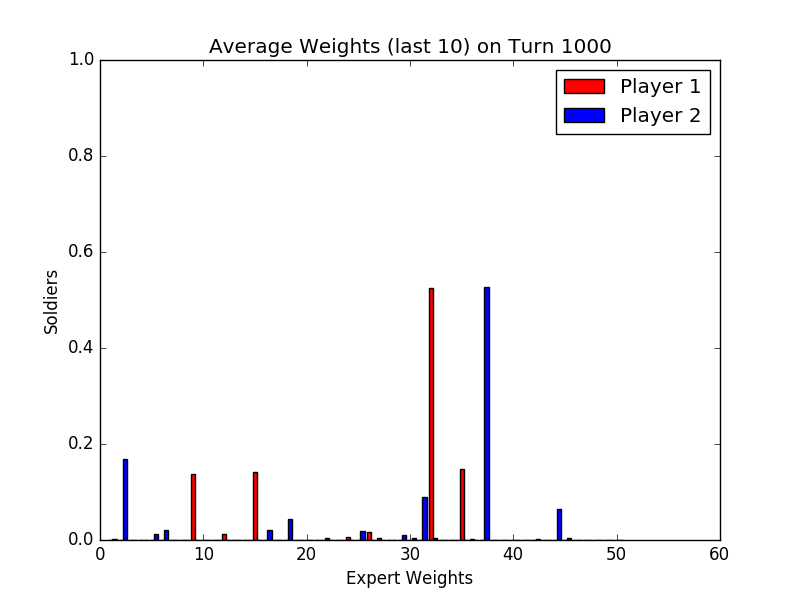 Average Weights (last 10) on Turn 1000
1.0
Player 1
Player 2
0.8
0.6
Soldiers
0.4
0.2
0.0
0 10 20 30 40 50 60
Expert Weights